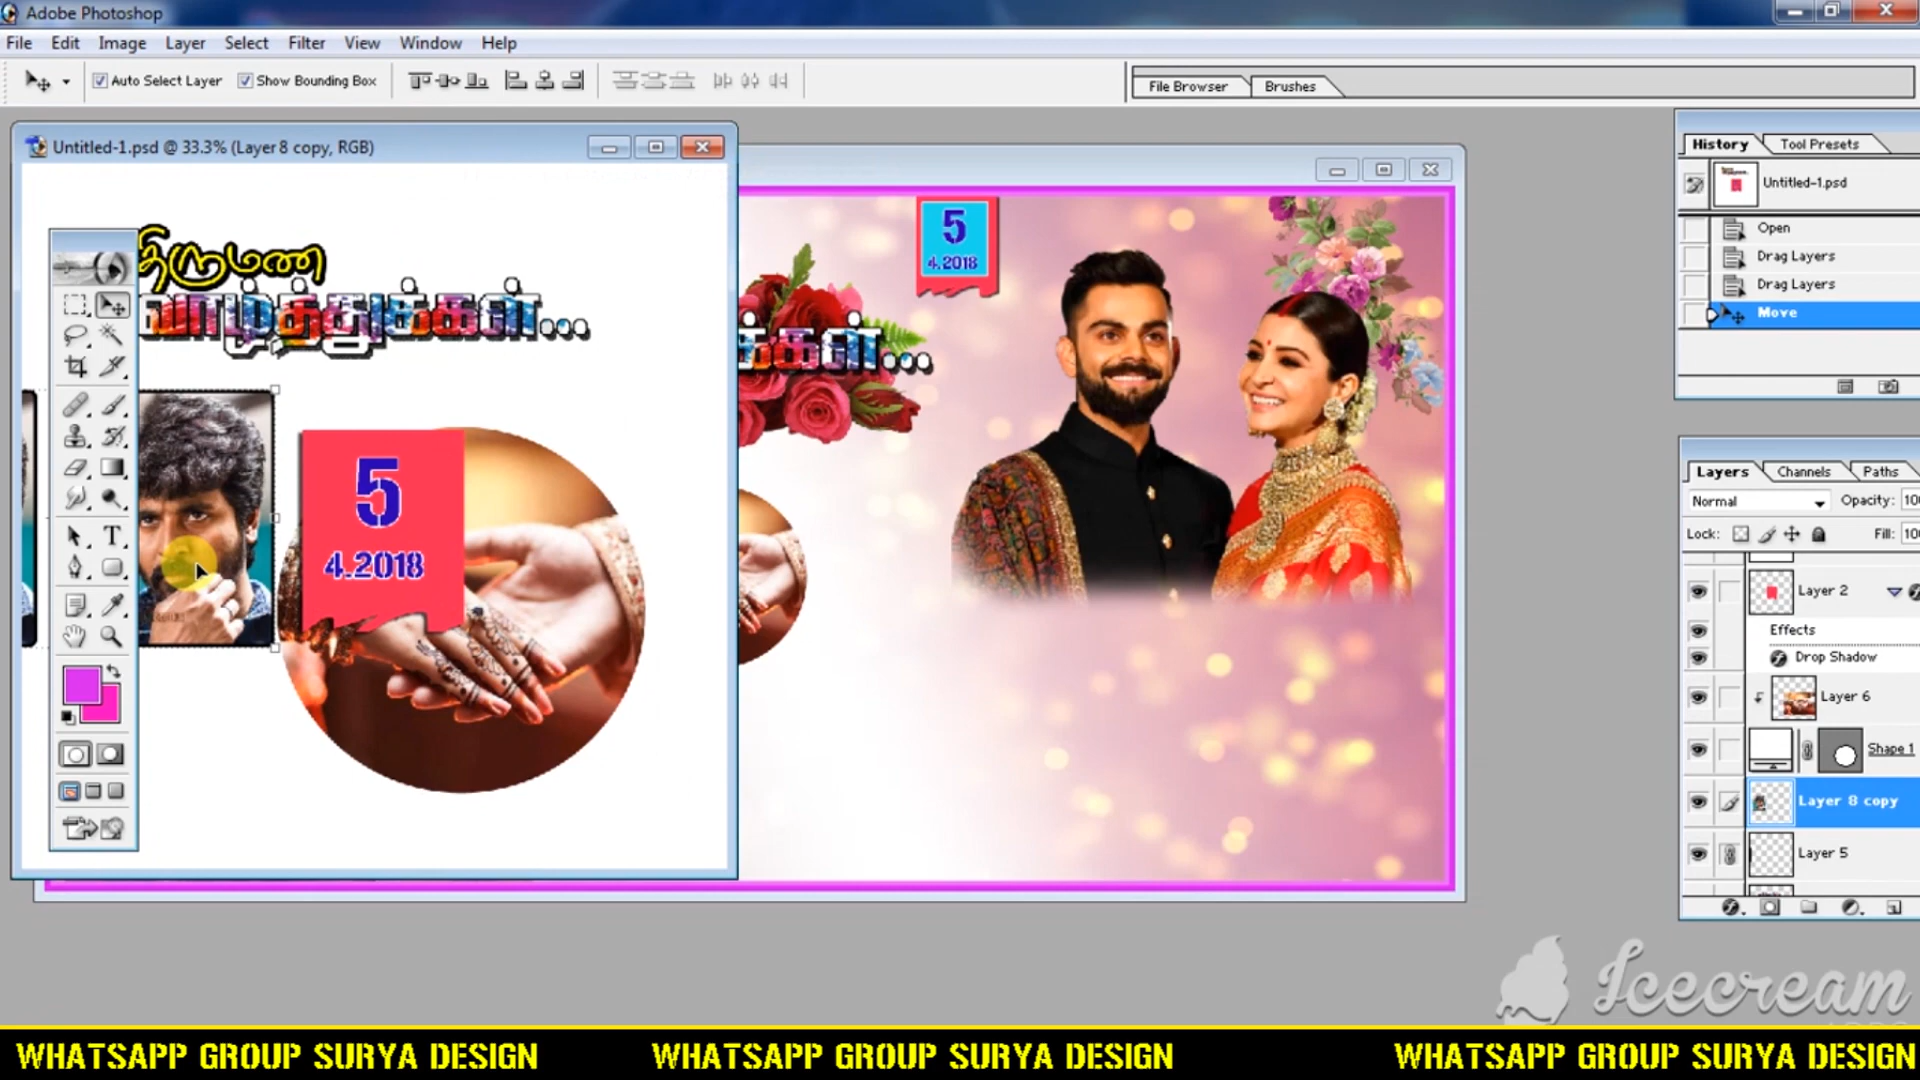 Adobe Photoshop
File Edit Image Layer Select Filter View Window Help
Auto Select Layer Show Bounding Box
File Browser Brushes
Untitled-1.psd @ 33.3% (Layer 8 copy, RGB)
History Tool Presets
Untitled-1.psd
Open
Drag Layers
Drag Layers
Move
திருமண
வாழ்த்துக்கள்...
5
4.2018
5
4.2018
க்கள்...
T
Layers Channels Paths
Normal Opacity: 10
Lock: Fill: 10
Layer 2
Effects
Drop Shadow
Layer 6
Shape 1
Layer 8 copy
Layer 5
Icecream
WHATSAPP GROUP SURYA DESIGN WHATSAPP GROUP SURYA DESIGN WHATSAPP GROUP SURYA DESIGN